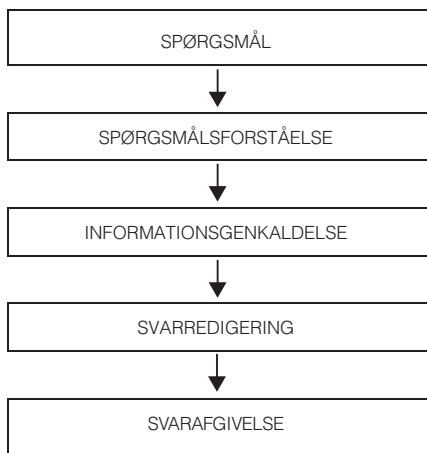 SPØRGSMÅL
SPØRGSMÅLSFORSTÅELSE
INFORMATIONSGENKALDELSE
SVARREDIGERING
SVARAFGIVELSE